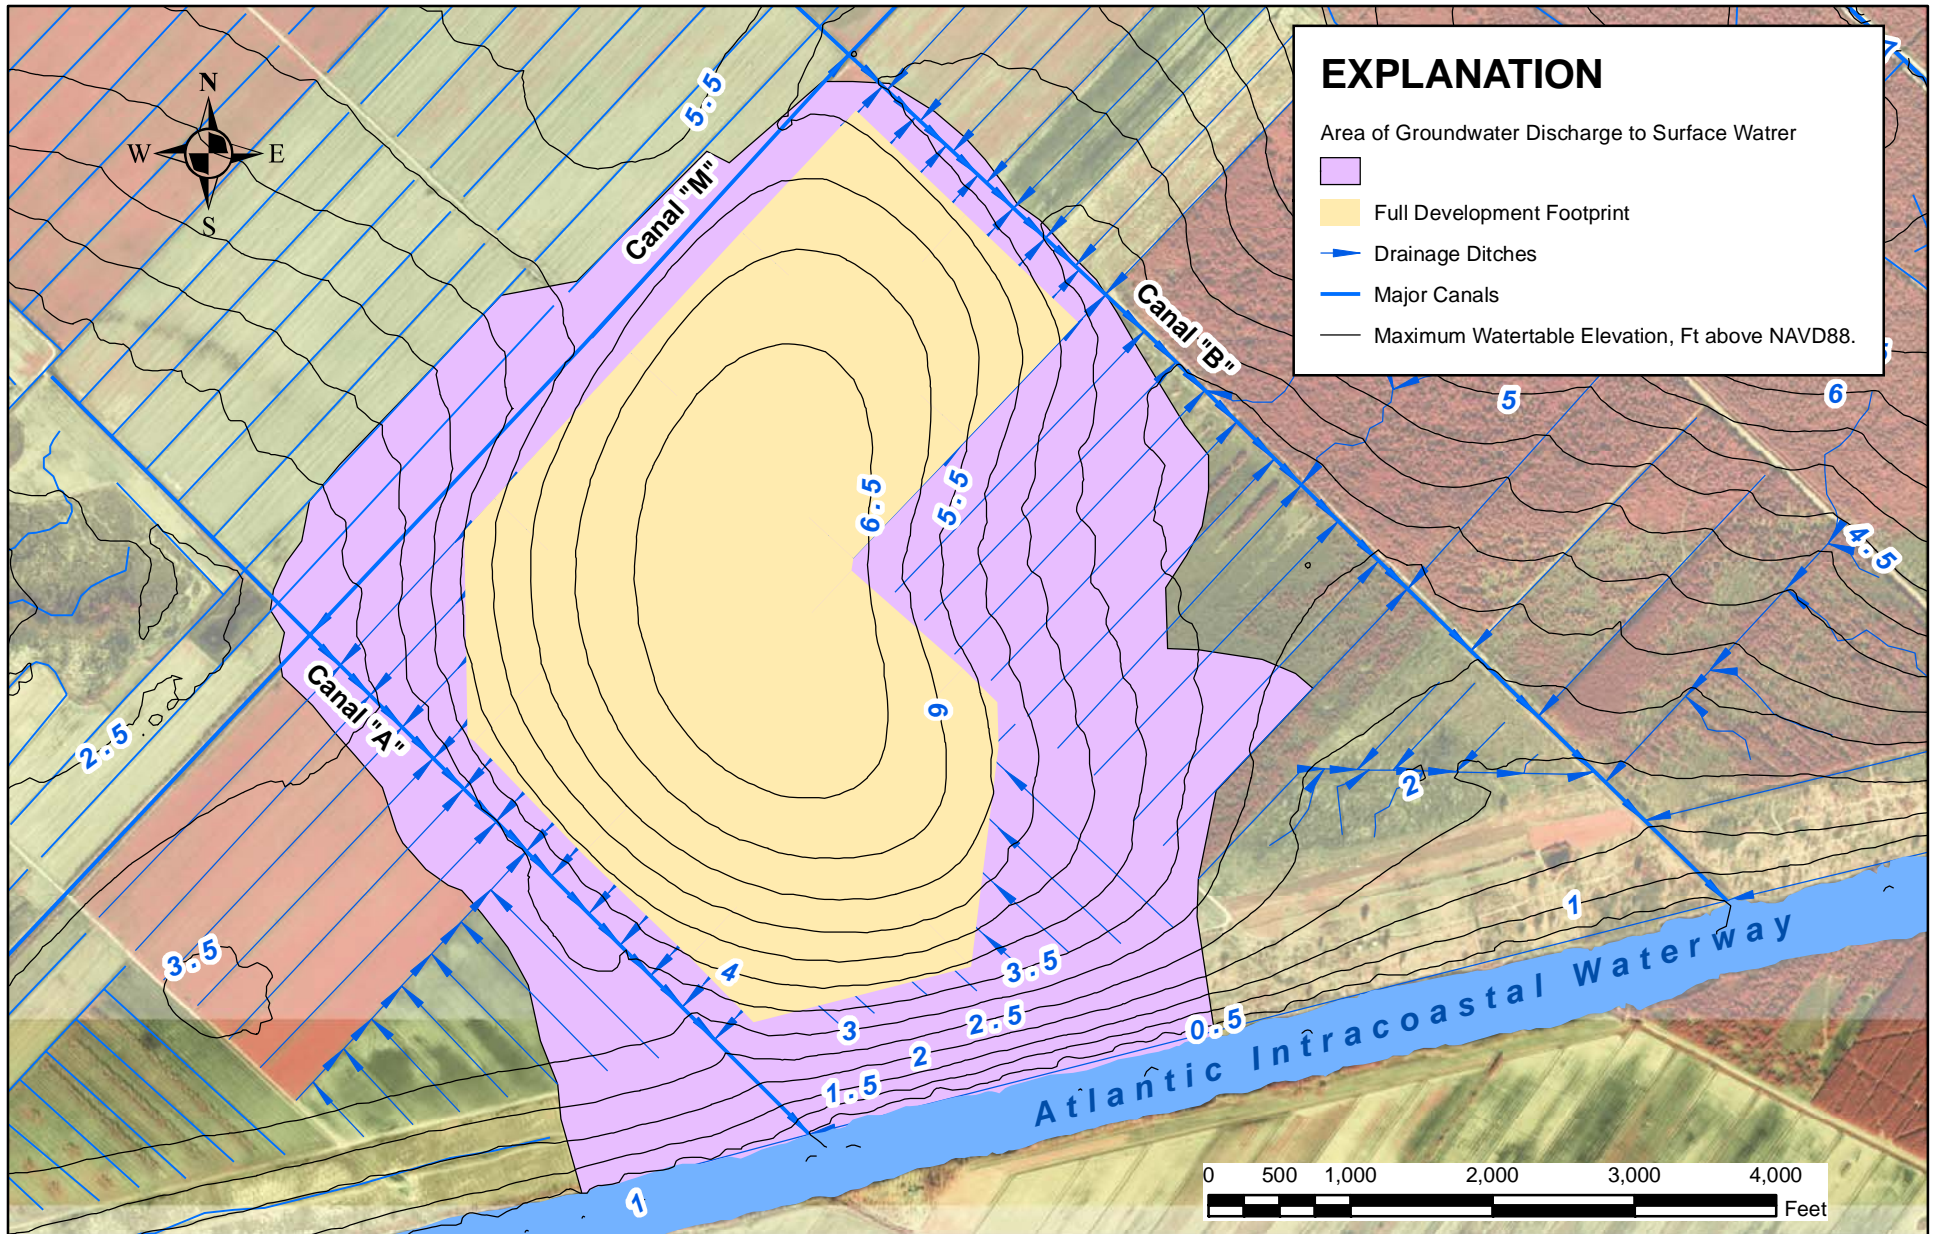 EXPLANATION
Area of Groundwater Discharge to Surface Watrer
Full Development Footprint
Drainage Ditches
Major Canals
Maximum Watertable Elevation, Ft above NAVD88.
N
W E
S
Canal "M"
Canal "B"
Canal "A"
5.5
7
5
6
4.5
6.5
5.5
6
2.5
2
3.5
4
3.5
3
2.5
2
1.5
0.5
1
1
Atlantic Intracoastal Waterway
0 500 1,000 2,000 3,000 4,000
Feet